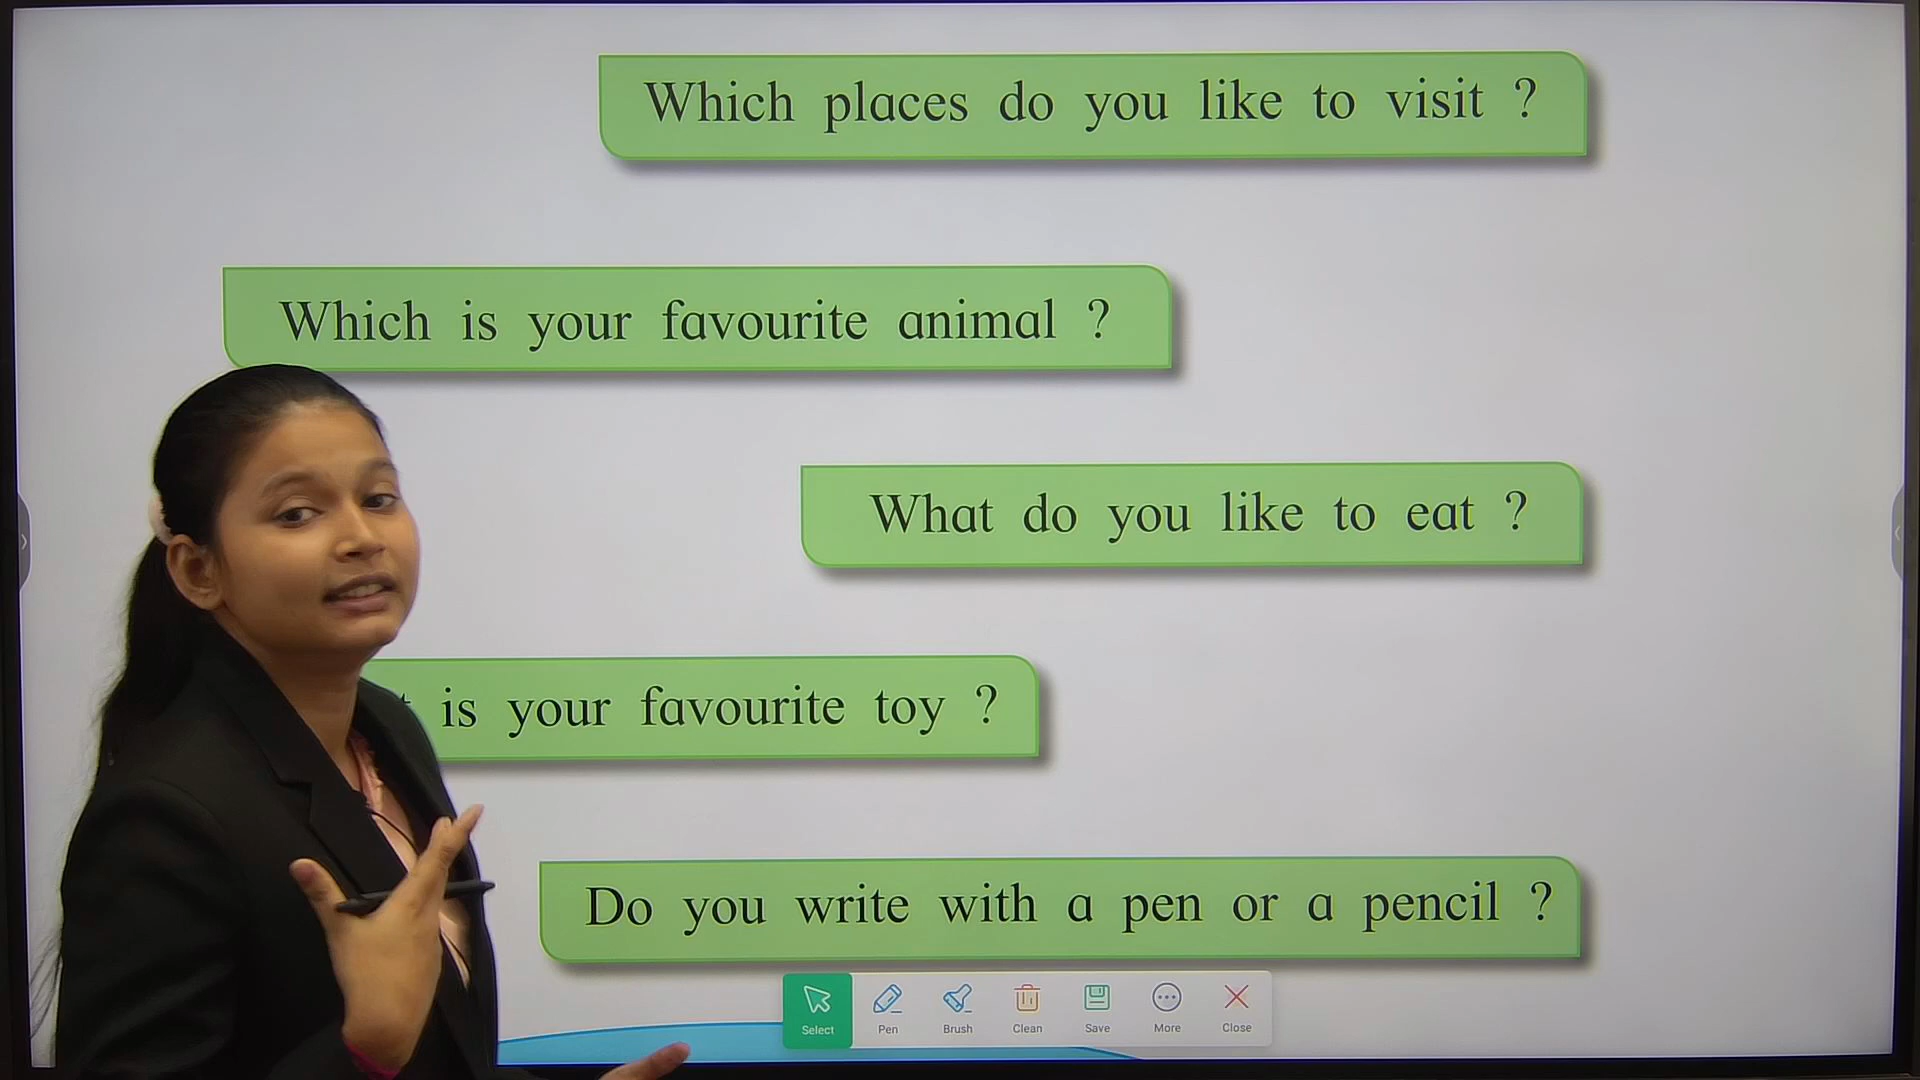 Which places do you like to visit ?
Which is your favourite animal ?
What do you like to eat ?
is your favourite toy ?
Do you write with a pen or a pencil ?
Select Pen Brush Clean Save More Close